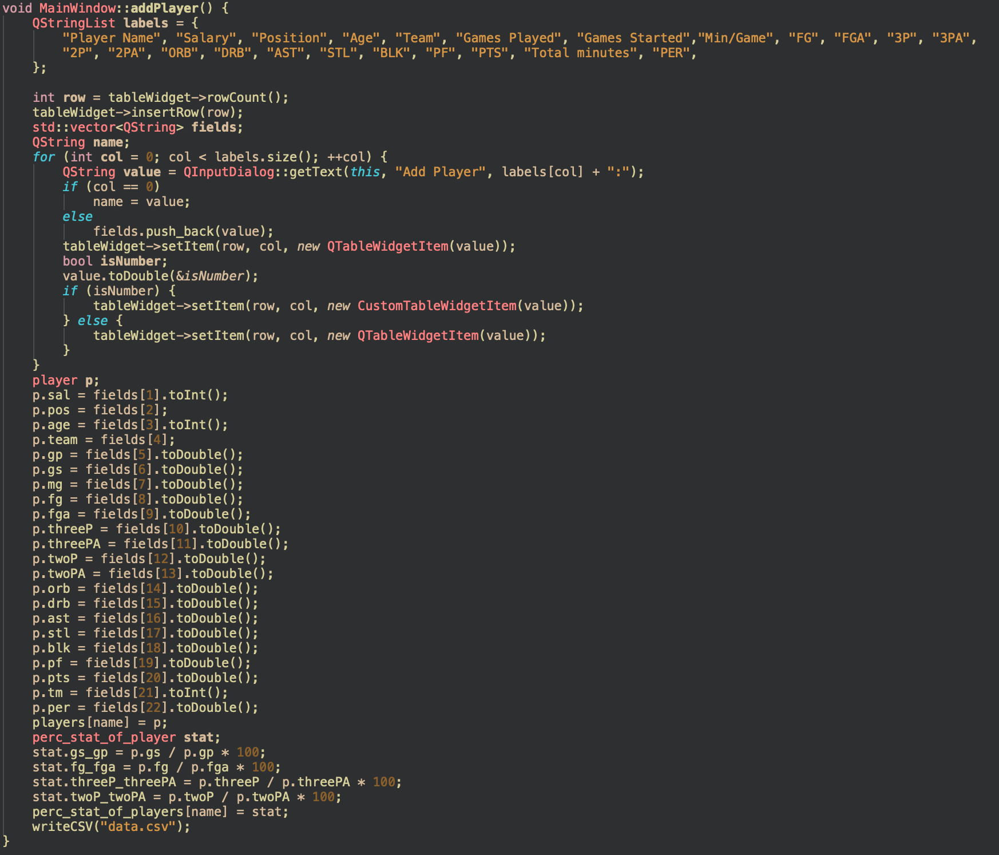 void MainWindow::addPlayer() {
    QStringList labels = {
        "Player Name", "Salary", "Position", "Age", "Team", "Games Played", "Games Started","Min/Game", "FG", "FGA", "3P", "3PA",
        "2P", "2PA", "ORB", "DRB", "AST", "STL", "BLK", "PF", "PTS", "Total minutes", "PER",
    };

    int row = tableWidget->rowCount();
    tableWidget->insertRow(row);
    std::vector<QString> fields;
    QString name;
    for (int col = 0; col < labels.size(); ++col) {
        QString value = QInputDialog::getText(this, "Add Player", labels[col] + ":");
        if (col == 0)
            name = value;
        else
            fields.push_back(value);
        tableWidget->setItem(row, col, new QTableWidgetItem(value));
        bool isNumber;
        value.toDouble(&isNumber);
        if (isNumber) {
            tableWidget->setItem(row, col, new CustomTableWidgetItem(value));
        } else {
            tableWidget->setItem(row, col, new QTableWidgetItem(value));
        }
    }
    player p;
    p.sal = fields[1].toInt();
    p.pos = fields[2];
    p.age = fields[3].toInt();
    p.team = fields[4];
    p.gp = fields[5].toDouble();
    p.gs = fields[6].toDouble();
    p.mg = fields[7].toDouble();
    p.fg = fields[8].toDouble();
    p.fga = fields[9].toDouble();
    p.threeP = fields[10].toDouble();
    p.threePA = fields[11].toDouble();
    p.twoP = fields[12].toDouble();
    p.twoPA = fields[13].toDouble();
    p.orb = fields[14].toDouble();
    p.drb = fields[15].toDouble();
    p.ast = fields[16].toDouble();
    p.stl = fields[17].toDouble();
    p.blk = fields[18].toDouble();
    p.pf = fields[19].toDouble();
    p.pts = fields[20].toDouble();
    p.tm = fields[21].toInt();
    p.per = fields[22].toDouble();
    players[name] = p;
    perc_stat_of_player stat;
    stat.gs_gp = p.gs / p.gp * 100;
    stat.fg_fga = p.fg / p.fga * 100;
    stat.threeP_threePA = p.threeP / p.threePA * 100;
    stat.twoP_twoPA = p.twoP / p.twoPA * 100;
    perc_stat_of_players[name] = stat;
    writeCSV("data.csv");
}